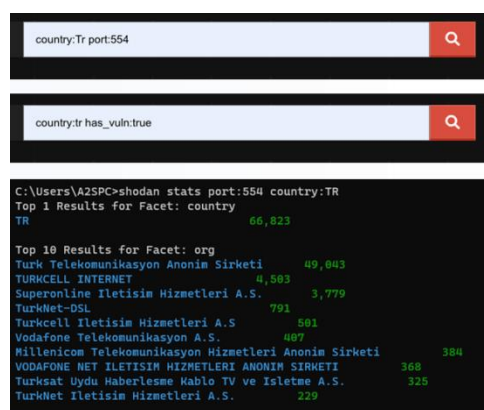 country:Tr port:554
country:tr has_vuln:true
C:\Users\A2SPC>shodan stats port:554 country:TR
Top 1 Results for Facet: country
TR 66,823
Top 10 Results for Facet: org
Turk Telekomunikasyon Anonim Sirketi 49,043
TURKCELL INTERNET 4,503
Superonline Iletisim Hizmetleri A.S. 3,779
TurkNet-DSL 791
Turkcell Iletisim Hizmetleri A.S 501
Vodafone Telekomunikasyon A.S. 407
Millenicom Telekomunikasyon Hizmetleri Anonim Sirketi 384
VODAFONE NET ILETISIM HIZMETLERI ANONIM SIRKETI 368
Turksat Uydu Haberlesme Kablo TV ve Isletme A.S. 325
TurkNet Iletisim Hizmetleri A.S. 229